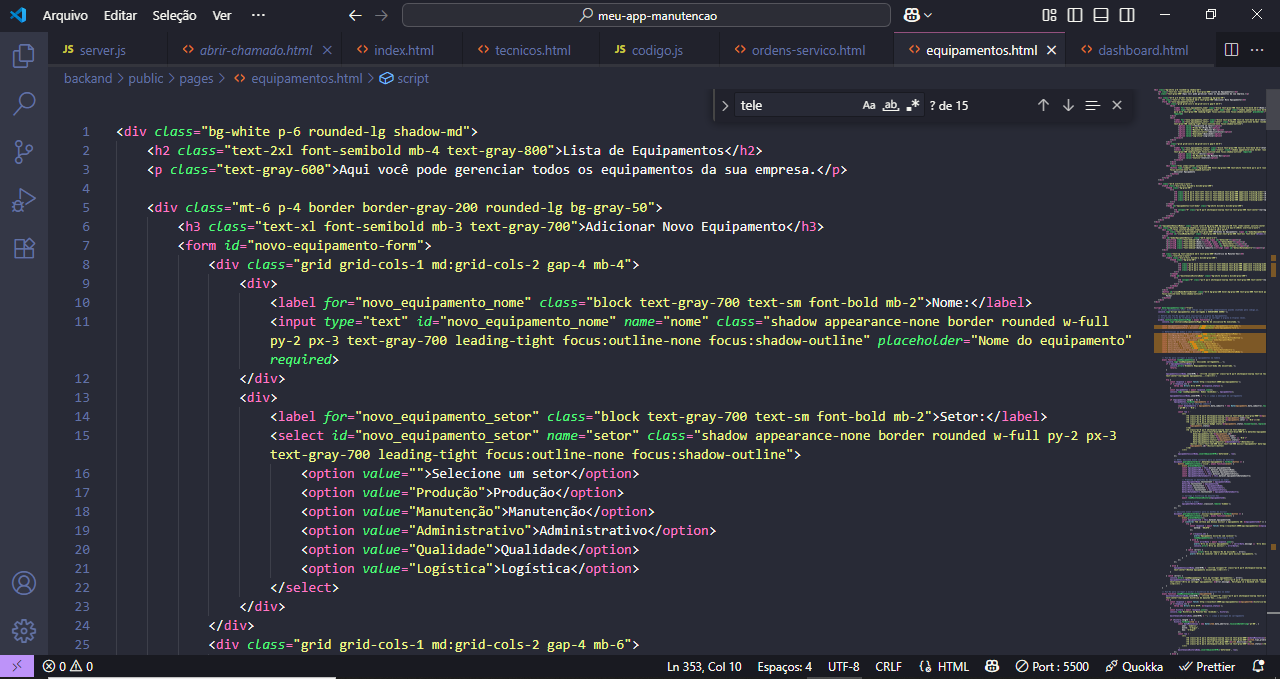 Arquivo Editar Seleção Ver ··· meu-app-manutencao
JS server.js <> abrir-chamado.html <> index.html <> tecnicos.html JS codigo.js <> ordens-servico.html <> equipamentos.html <> dashboard.html
backand > public > pages > <> equipamentos.html > script
tele Aa ab .* ? de 15
1 <div class="bg-white p-6 rounded-lg shadow-md">
2 <h2 class="text-2xl font-semibold mb-4 text-gray-800">Lista de Equipamentos</h2>
3 <p class="text-gray-600">Aqui você pode gerenciar todos os equipamentos da sua empresa.</p>
4
5 <div class="mt-6 p-4 border border-gray-200 rounded-lg bg-gray-50">
6 <h3 class="text-xl font-semibold mb-3 text-gray-700">Adicionar Novo Equipamento</h3>
7 <form id="novo-equipamento-form">
8 <div class="grid grid-cols-1 md:grid-cols-2 gap-4 mb-4">
9 <div>
10 <label for="novo_equipamento_nome" class="block text-gray-700 text-sm font-bold mb-2">Nome:</label>
11 <input type="text" id="novo_equipamento_nome" name="nome" class="shadow appearance-none border rounded w-full
py-2 px-3 text-gray-700 leading-tight focus:outline-none focus:shadow-outline" placeholder="Nome do equipamento"
required>
12 </div>
13 <div>
14 <label for="novo_equipamento_setor" class="block text-gray-700 text-sm font-bold mb-2">Setor:</label>
15 <select id="novo_equipamento_setor" name="setor" class="shadow appearance-none border rounded w-full py-2 px-3
text-gray-700 leading-tight focus:outline-none focus:shadow-outline">
16 <option value="">Selecione um setor</option>
17 <option value="Produção">Produção</option>
18 <option value="Manutenção">Manutenção</option>
19 <option value="Administrativo">Administrativo</option>
20 <option value="Qualidade">Qualidade</option>
21 <option value="Logística">Logística</option>
22 </select>
23 </div>
24 </div>
25 <div class="grid grid-cols-1 md:grid-cols-2 gap-4 mb-6">
0 0 Ln 353, Col 10 Espaços: 4 UTF-8 CRLF {} HTML Port : 5500 Quokka Prettier